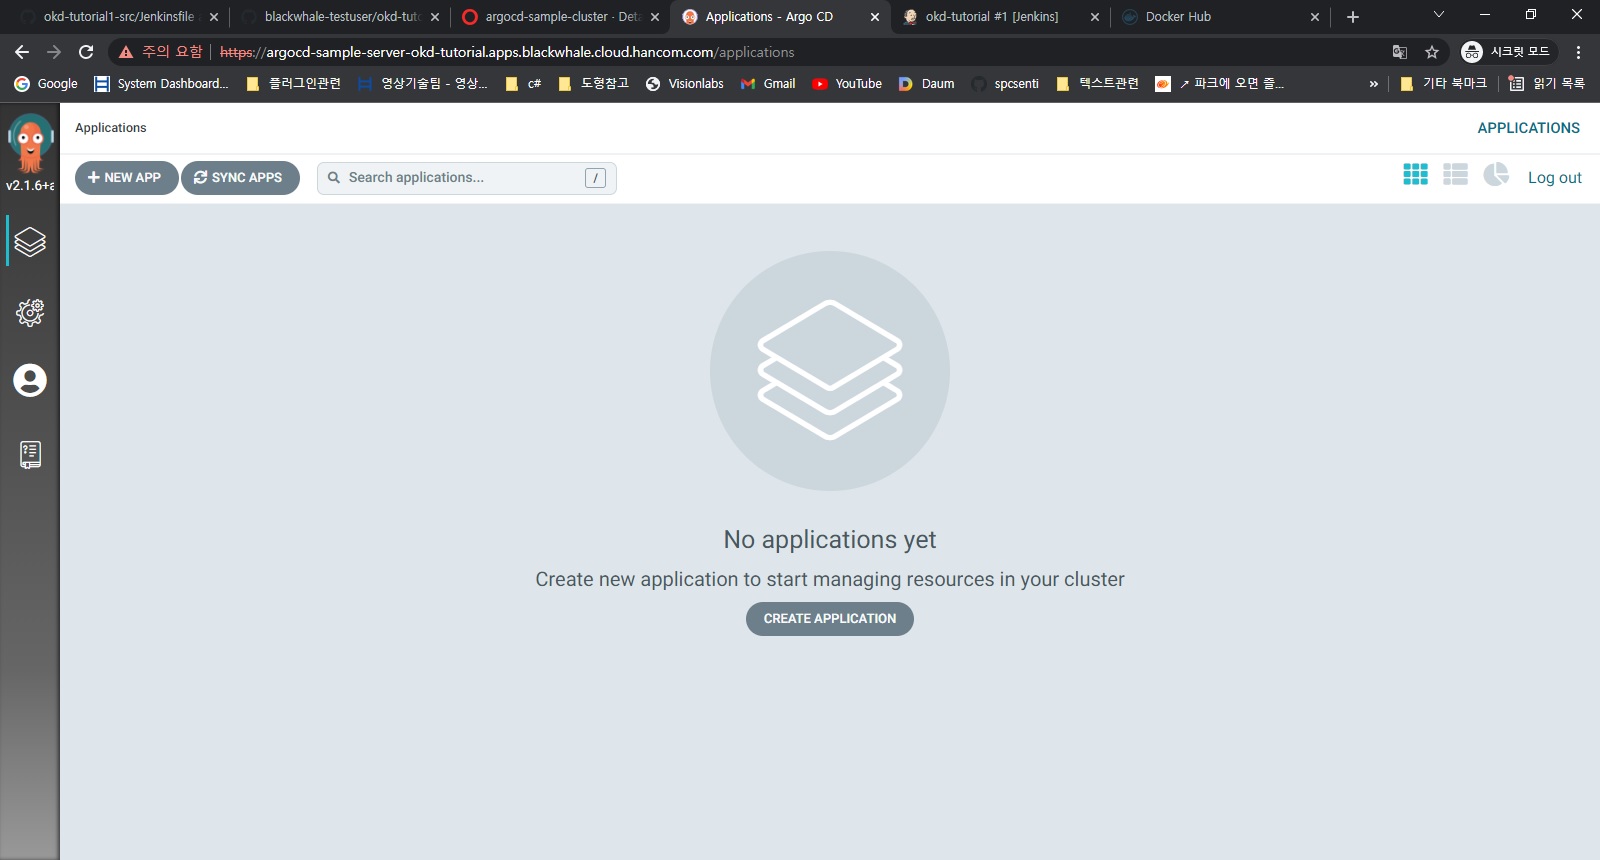 okd-tutorial1-src/Jenkinsfile
blackwhale-testuser/okd-tuto
argocd-sample-cluster · Deta
Applications - Argo CD
okd-tutorial #1 [Jenkins]
Docker Hub
주의 요함 https://argocd-sample-server-okd-tutorial.apps.blackwhale.cloud.hancom.com/applications
시크릿 모드
Google
System Dashboard...
플러그인관련
영상기술팀 - 영상...
c#
도형참고
Visionlabs
Gmail
YouTube
Daum
spcsenti
텍스트관련
↗ 파크에 오면 즐...
»
기타 북마크
읽기 목록
Applications
APPLICATIONS
v2.1.6+a
NEW APP
SYNC APPS
Search applications...
/
Log out
No applications yet
Create new application to start managing resources in your cluster
CREATE APPLICATION